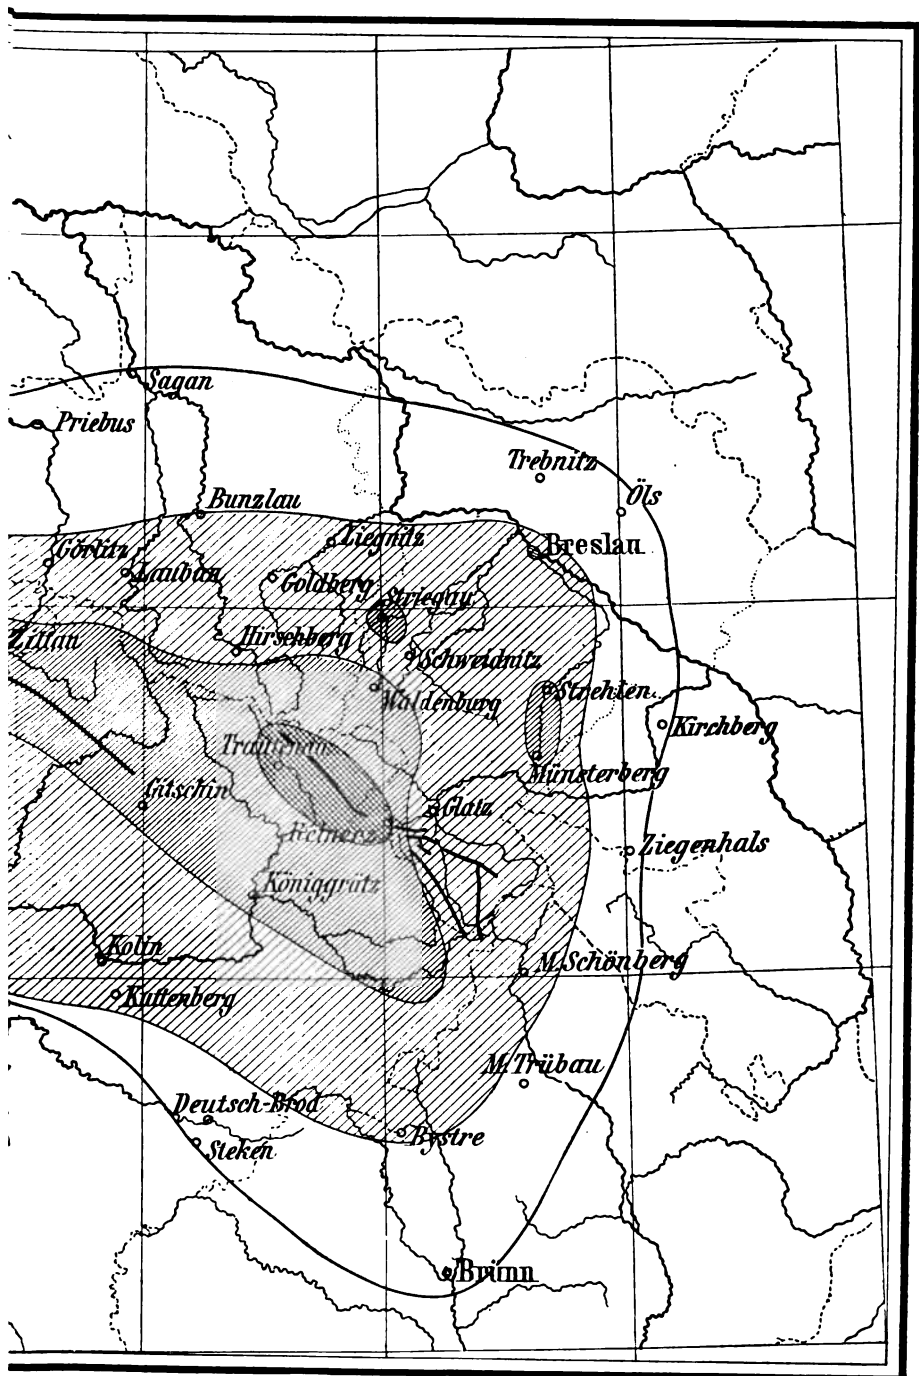 Sagan
Priebus
Trebnitz
Öls
Bunzlau
Liegnitz
Breslau
Görlitz
Lauban
Goldberg
Striegau
Zittau
Hirschberg
Schweidnitz
Waldenburg
Strehlen
Kirchberg
Trautenau
Münsterberg
Gitschin
Glatz
Reinerz
Ziegenhals
Königgrätz
Kolin
M. Schönberg
Kuttenberg
M. Trübau
Deutsch-Brod
Bystre
Steken
Brünn